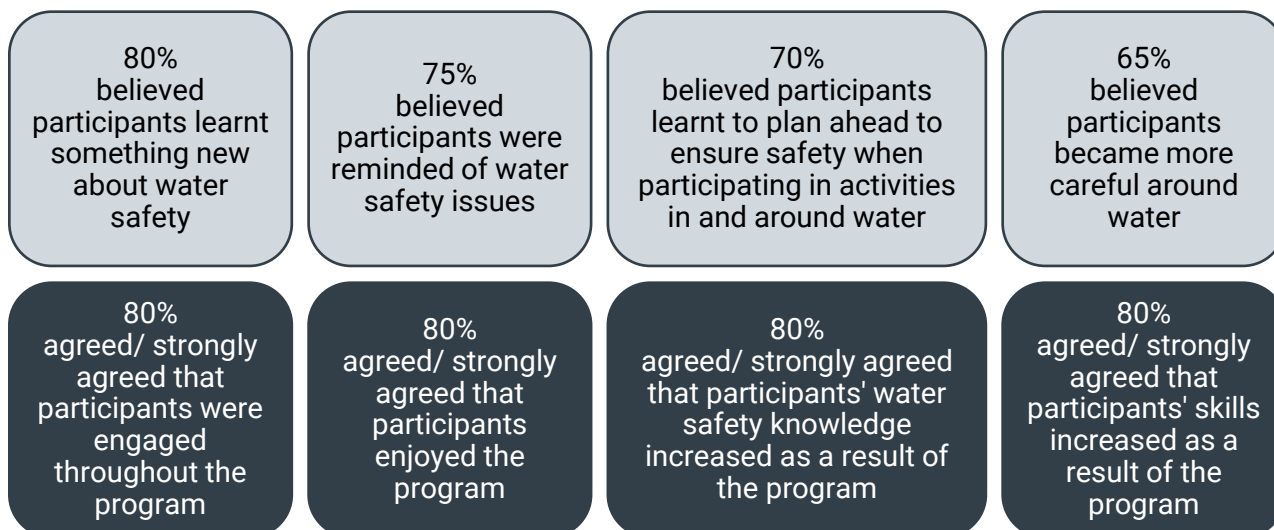 80%
believed
participants learnt
something new
about water
safety
75%
believed
participants were
reminded of water
safety issues
70%
believed participants
learnt to plan ahead to
ensure safety when
participating in activities
in and around water
65%
believed
participants
became more
careful around
water
80%
agreed/ strongly
agreed that
participants were
engaged
throughout the
program
80%
agreed/ strongly
agreed that
participants
enjoyed the
program
80%
agreed/ strongly agreed
that participants' water
safety knowledge
increased as a result of
the program
80%
agreed/ strongly
agreed that
participants' skills
increased as a
result of the
program